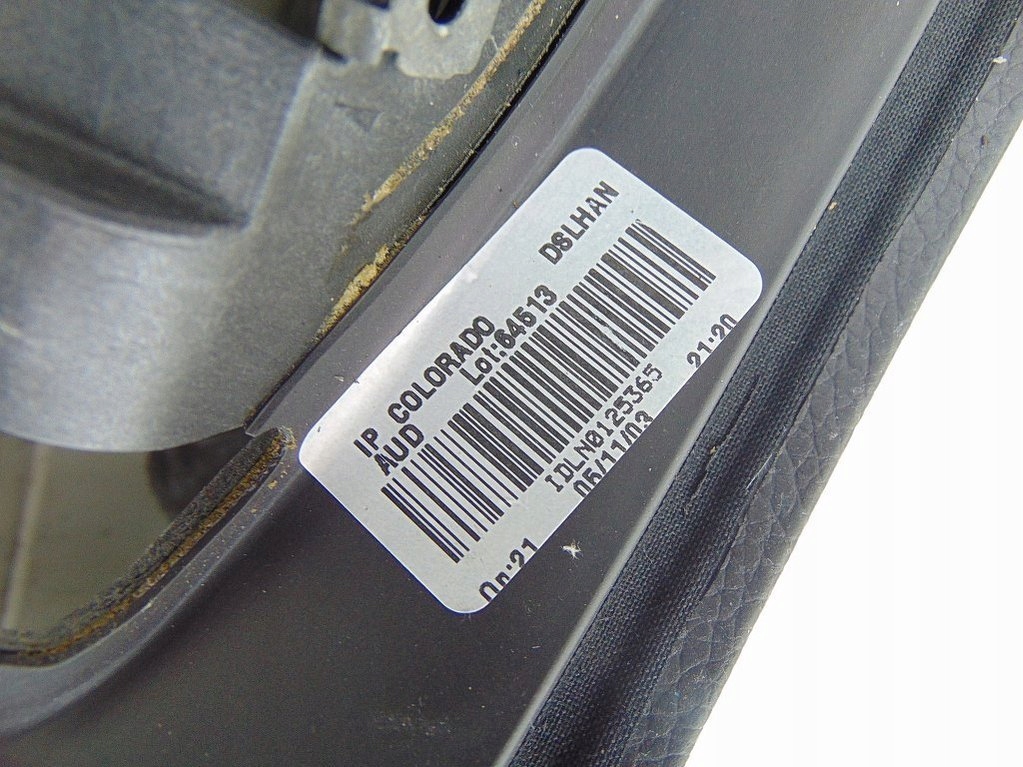 IP COLORADO
AUD Lot:64513 DSLHAN
IDLN0125365
Op:21 05/11/03 21:20